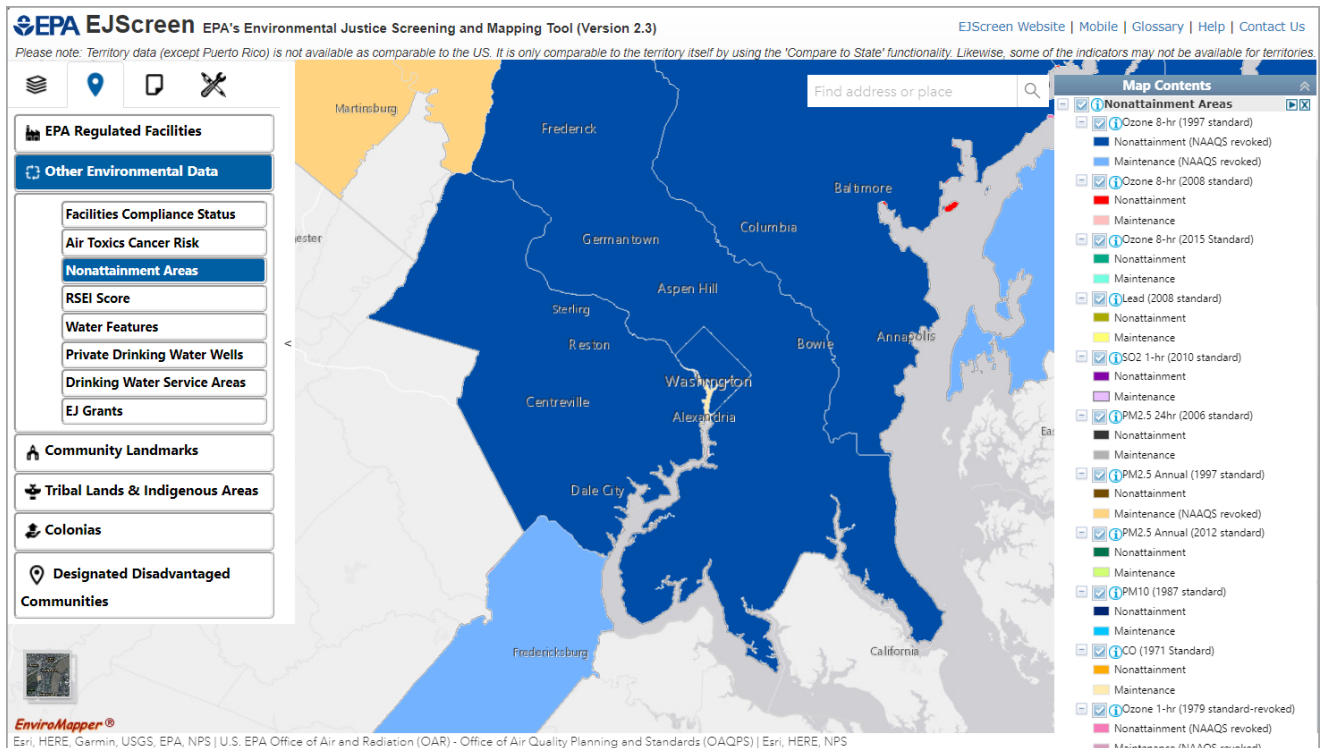 EPA EJScreen EPA's Environmental Justice Screening and Mapping Tool (Version 2.3)
EJScreen Website | Mobile | Glossary | Help | Contact Us
Please note: Territory data (except Puerto Rico) is not available as comparable to the US. It is only comparable to the territory itself by using the 'Compare to State' functionality. Likewise, some of the indicators may not be available for territories.
EPA Regulated Facilities
Other Environmental Data
Facilities Compliance Status
Air Toxics Cancer Risk
Nonattainment Areas
RSEI Score
Water Features
Private Drinking Water Wells
Drinking Water Service Areas
EJ Grants
Community Landmarks
Tribal Lands & Indigenous Areas
Colonias
Designated Disadvantaged
Communities
<
Find address or place
Martinsburg
Frederick
Baltimore
Columbia
Germantown
ester
Aspen Hill
Sterling
Reston
Bowie
Annapolis
Washington
Centreville
Alexandria
Ea
Dale City
Fredericksburg
California
Map Contents
Nonattainment Areas
Ozone 8-hr (1997 standard)
Nonattainment (NAAQS revoked)
Maintenance (NAAQS revoked)
Ozone 8-hr (2008 standard)
Nonattainment
Maintenance
Ozone 8-hr (2015 Standard)
Nonattainment
Maintenance
Lead (2008 standard)
Nonattainment
Maintenance
SO2 1-hr (2010 standard)
Nonattainment
Maintenance
PM2.5 24hr (2006 standard)
Nonattainment
Maintenance
PM2.5 Annual (1997 standard)
Nonattainment
Maintenance (NAAQS revoked)
PM2.5 Annual (2012 standard)
Nonattainment
Maintenance
PM10 (1987 standard)
Nonattainment
Maintenance
CO (1971 Standard)
Nonattainment
Maintenance
Ozone 1-hr (1979 standard-revoked)
Nonattainment (NAAQS revoked)
Maintenance (NAAQS revoked)
EnviroMapper ®
Esri, HERE, Garmin, USGS, EPA, NPS | U.S. EPA Office of Air and Radiation (OAR) - Office of Air Quality Planning and Standards (OAQPS) | Esri, HERE, NPS